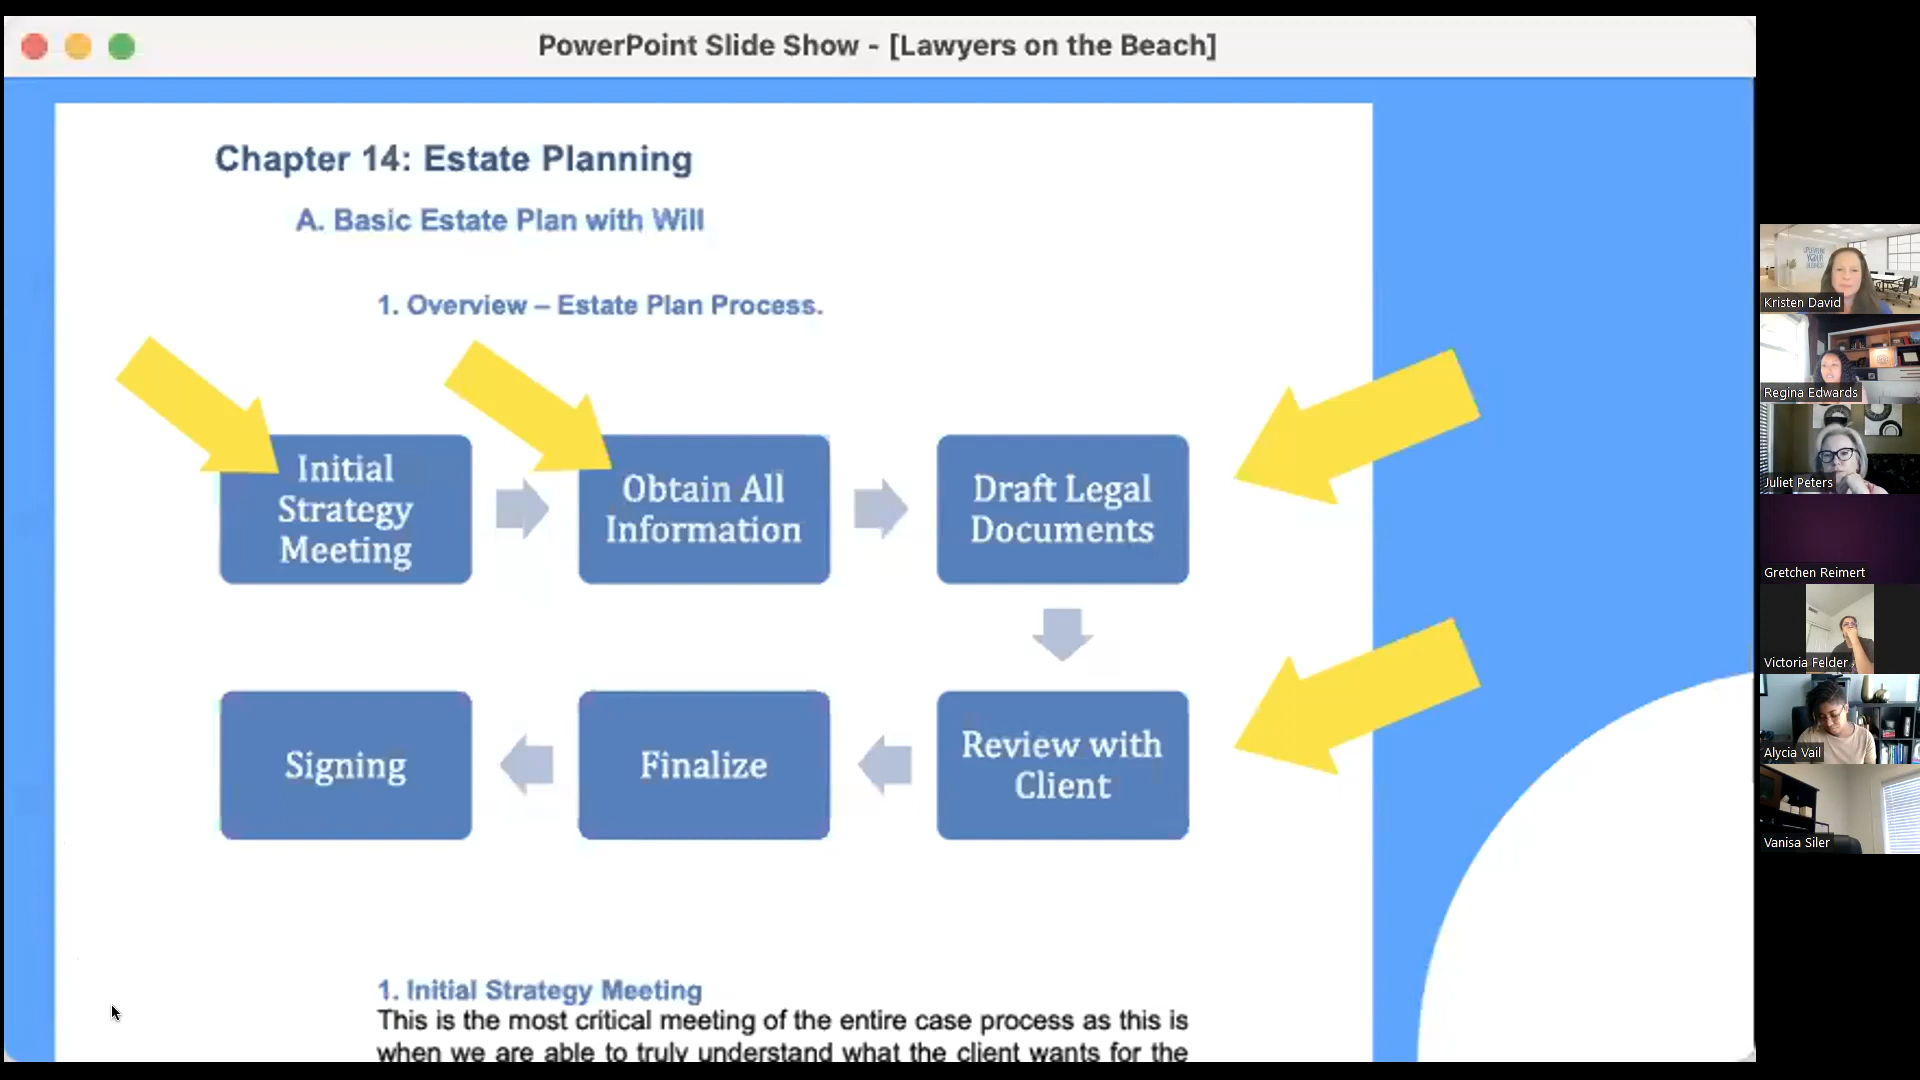 PowerPoint Slide Show - [Lawyers on the Beach]
Chapter 14: Estate Planning
A. Basic Estate Plan with Will
1. Overview – Estate Plan Process.
Initial
Strategy
Meeting
Obtain All
Information
Draft Legal
Documents
Review with
Client
Finalize
Signing
1. Initial Strategy Meeting
This is the most critical meeting of the entire case process as this is
when we are able to truly understand what the client wants for the
Kristen David
Regina Edwards
Juliet Peters
Gretchen Reimert
Victoria Felder
Alycia Vail
Vanisa Siler